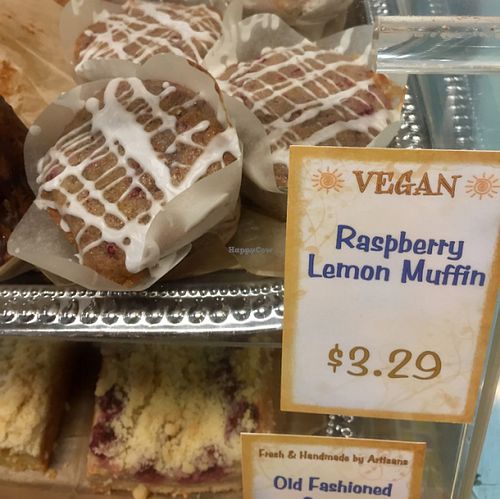 VEGAN
Raspberry
Lemon Muffin
$3.29
HappyCow
Fresh & Handmade by Artisans
Old Fashioned